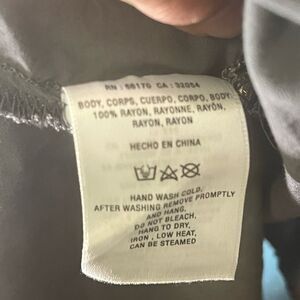 RN : 66170 CA : 32054
BODY, CORPS, CUERPO, CORPO, BODY
100% RAYON, RAYONNE, RAYÓN,
RAYON, RAYON
HECHO EN CHINA
HAND WASH COLD,
AFTER WASHING REMOVE PROMPTLY
AND HANG.
DO NOT BLEACH,
HANG TO DRY,
IRON , LOW HEAT,
CAN BE STEAMED